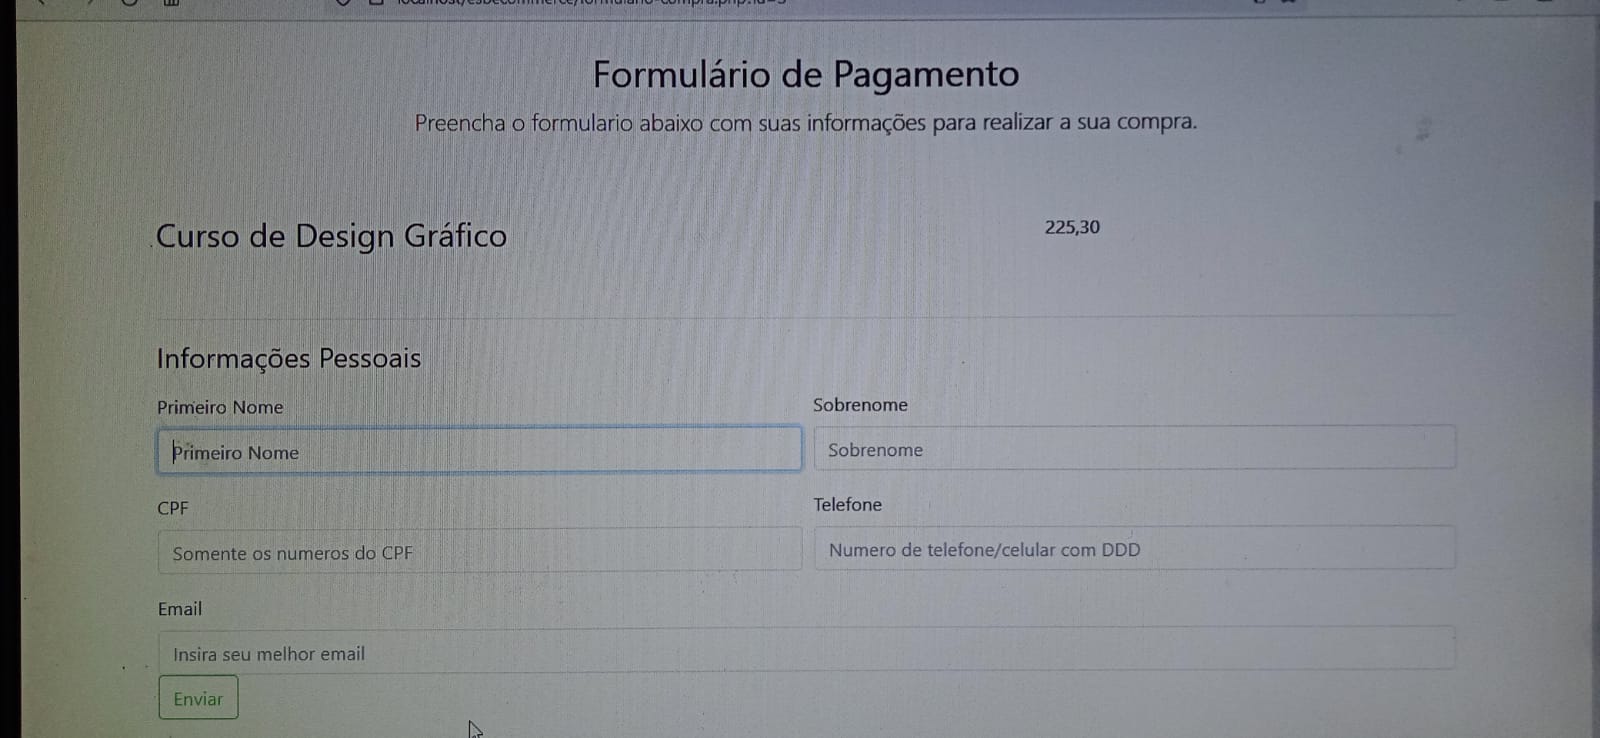 Formulário de Pagamento
Preencha o formulario abaixo com suas informações para realizar a sua compra.
Curso de Design Gráfico
225,30
Informações Pessoais
Primeiro Nome
Sobrenome
Primeiro Nome
Sobrenome
CPF
Telefone
Somente os numeros do CPF
Numero de telefone/celular com DDD
Email
Insira seu melhor email
Enviar